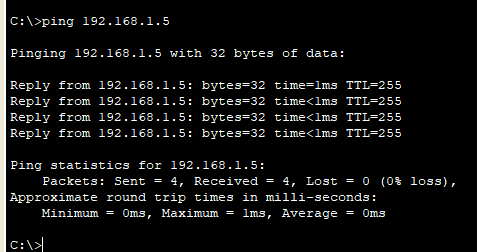 C:\>ping 192.168.1.5
Pinging 192.168.1.5 with 32 bytes of data:
Reply from 192.168.1.5: bytes=32 time=1ms TTL=255
Reply from 192.168.1.5: bytes=32 time<1ms TTL=255
Reply from 192.168.1.5: bytes=32 time<1ms TTL=255
Reply from 192.168.1.5: bytes=32 time<1ms TTL=255
Ping statistics for 192.168.1.5:
    Packets: Sent = 4, Received = 4, Lost = 0 (0% loss),
Approximate round trip times in milli-seconds:
    Minimum = 0ms, Maximum = 1ms, Average = 0ms
C:\>